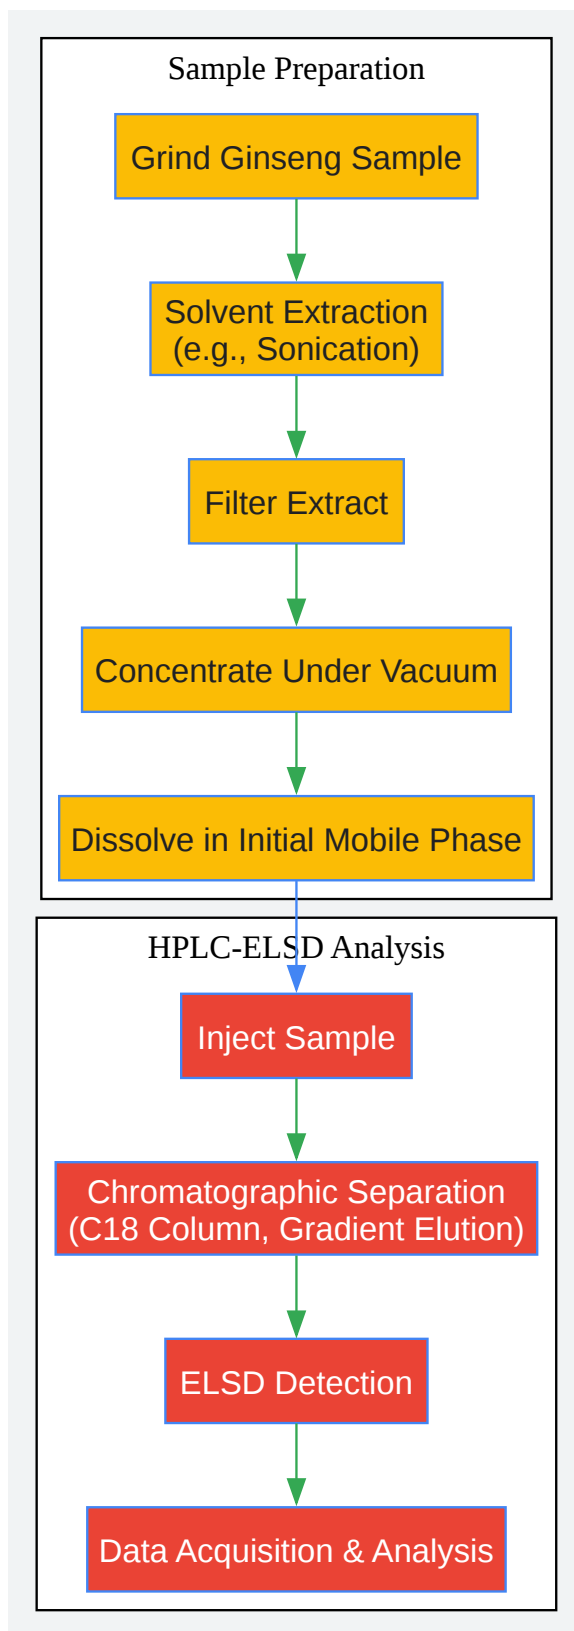 Sample Preparation
Grind Ginseng Sample
Solvent Extraction
(e.g., Sonication)
Filter Extract
Concentrate Under Vacuum
Dissolve in Initial Mobile Phase
HPLC-ELSD Analysis
Inject Sample
Chromatographic Separation
(C18 Column, Gradient Elution)
ELSD Detection
Data Acquisition & Analysis